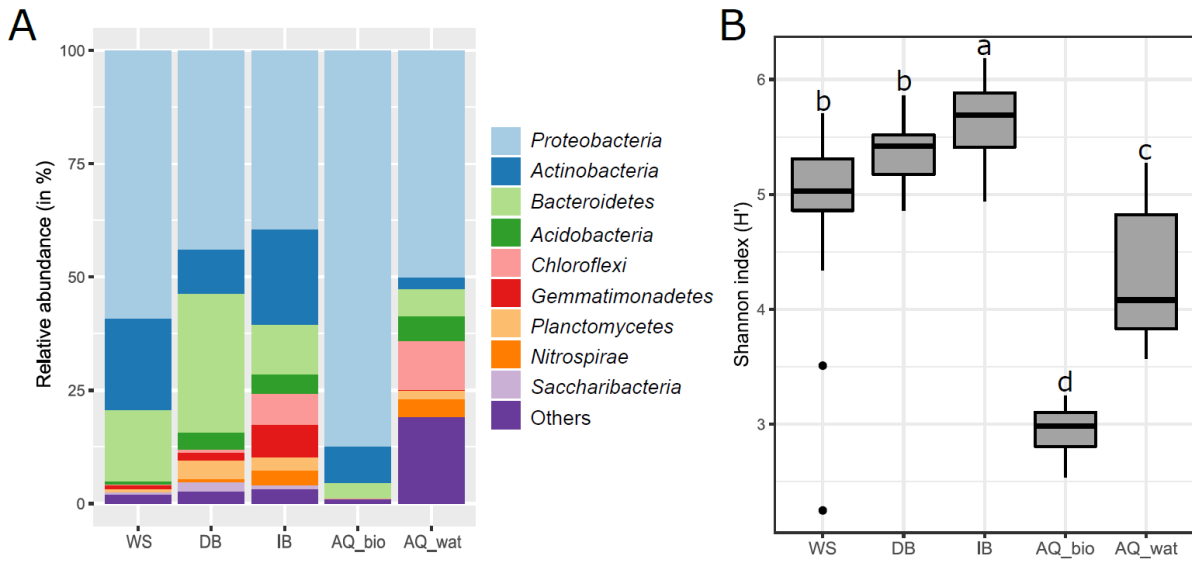 A
Relative abundance (in %)
100
75
50
25
0
WS DB IB AQ_bio AQ_wat
Proteobacteria
Actinobacteria
Bacteroidetes
Acidobacteria
Chloroflexi
Gemmatimonadetes
Planctomycetes
Nitrospirae
Saccharibacteria
Others
B
Shannon index (H')
6
5
4
3
b b a d c
WS DB IB AQ_bio AQ_wat